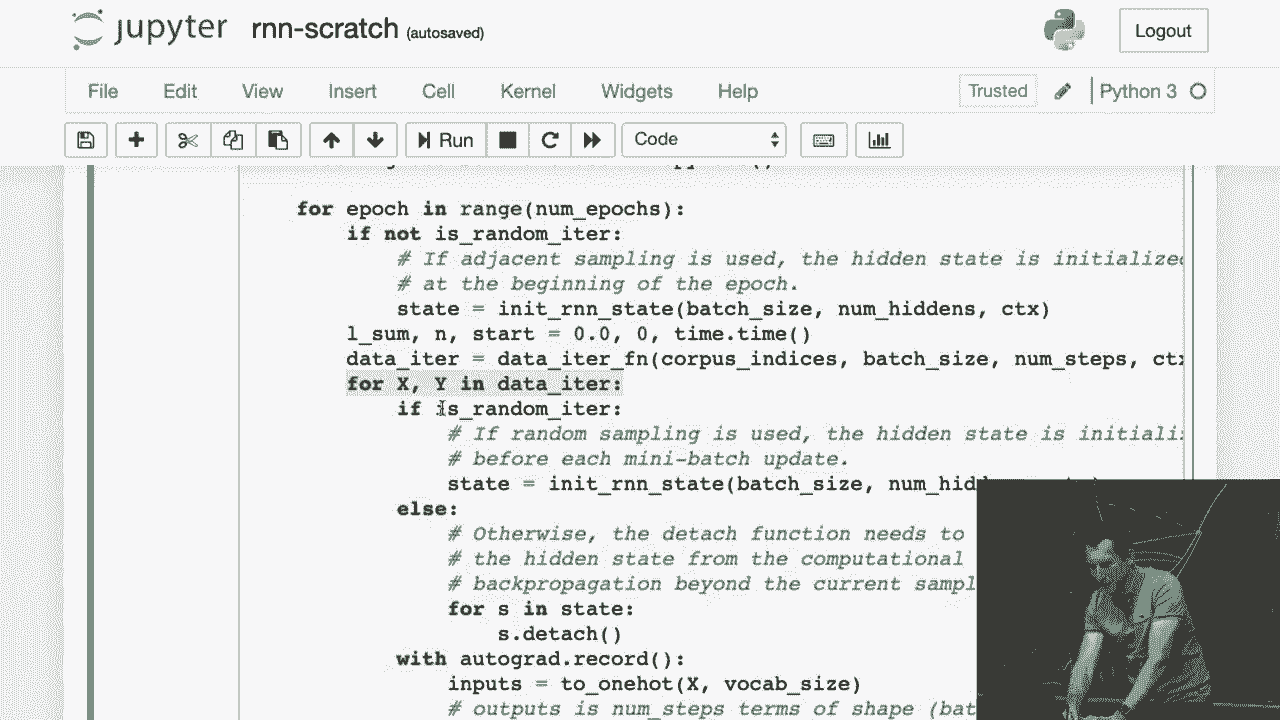 jupyter rnn-scratch (autosaved) Logout
File Edit View Insert Cell Kernel Widgets Help Trusted Python 3
Run Code
for epoch in range(num_epochs):
if not is_random_iter:
# If adjacent sampling is used, the hidden state is initialized
# at the beginning of the epoch.
state = init_rnn_state(batch_size, num_hiddens, ctx)
l_sum, n, start = 0.0, 0, time.time()
data_iter = data_iter_fn(corpus_indices, batch_size, num_steps, ctx
for X, Y in data_iter:
if is_random_iter:
# If random sampling is used, the hidden state is initiali
# before each mini-batch update.
state = init_rnn_state(batch_size, num_hid
else:
# Otherwise, the detach function needs to
# the hidden state from the computational
# backpropagation beyond the current sampl
for s in state:
s.detach()
with autograd.record():
inputs = to_onehot(X, vocab_size)
# outputs is num_steps terms of shape (bat